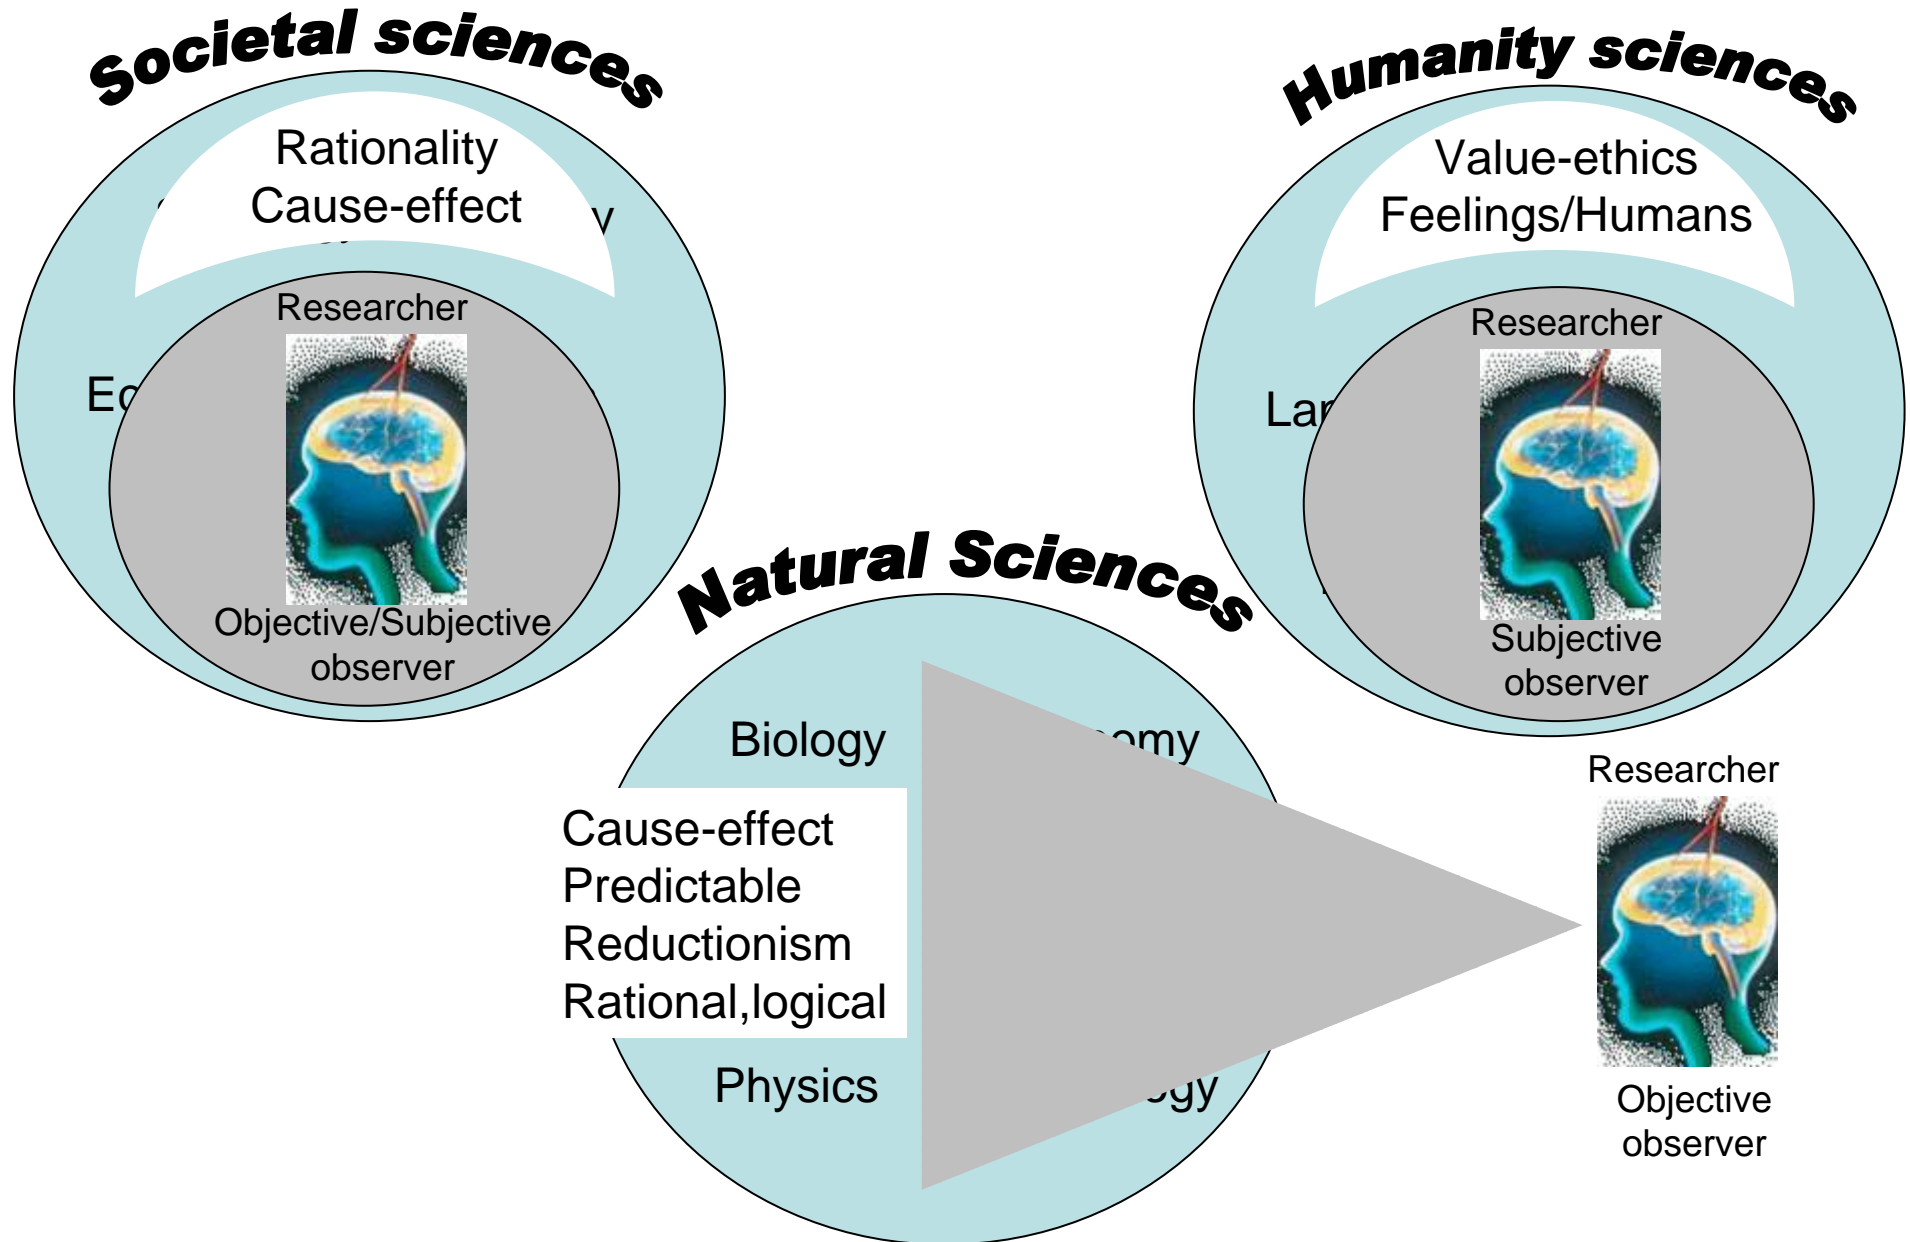 Societal sciences
Rationality
Cause-effect
Researcher
Objective/Subjective
observer
Humanity sciences
Value-ethics
Feelings/Humans
Researcher
Subjective
observer
Natural Sciences
Biology
Cause-effect
Predictable
Reductionism
Rational,logical
Physics
Researcher
Objective
observer